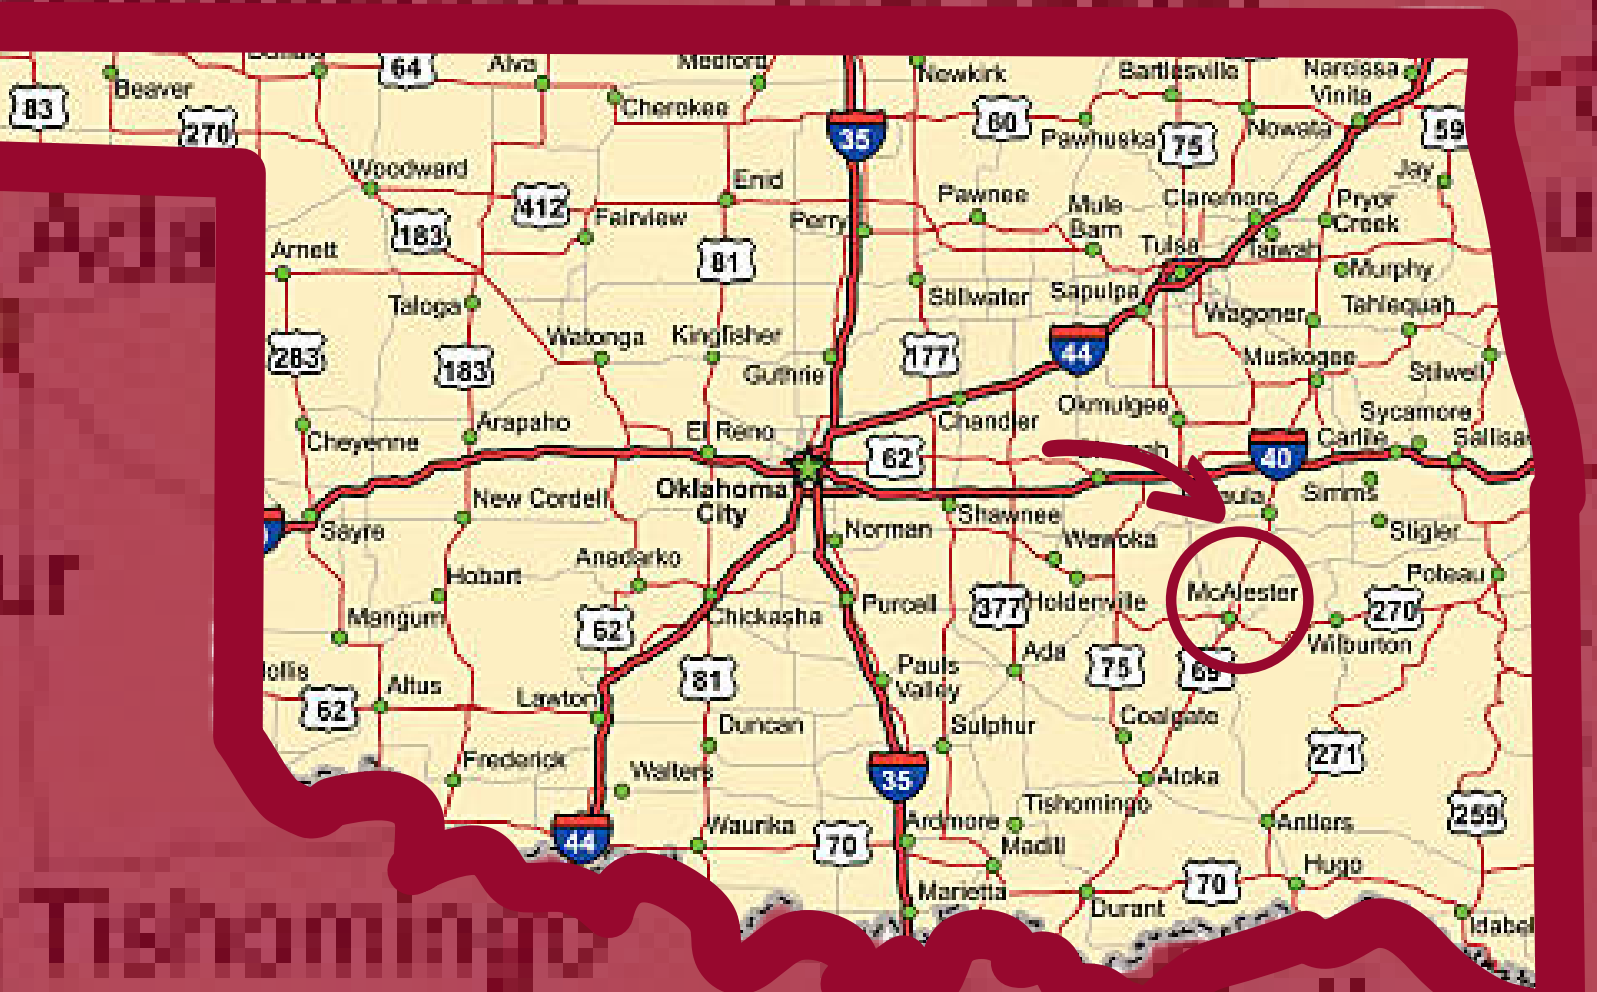 64
Alva
Medford
Newkirk
Bartlesville
Narcissa
Vinita
83
Beaver
Cherokee
270
35
60
Pawhuska
75
Nowata
59
Jay
Woodward
412
Enid
Fairview
183
Perry
Pawnee
Mule
Barn
Claremore
Pryor
Creek
Arnett
81
Tulsa
Murphy
Taloga
Stillwater
Sapulpa
Wagoner
Tahlequah
283
183
Watonga
Kingfisher
Guthrie
177
44
Muskogee
Stilwell
Cheyenne
Arapaho
El Reno
Chandler
Okmulgee
Sycamore
Carlile
62
40
Oklahoma
City
New Cordell
Sayre
Norman
Shawnee
Simms
Stigler
Wewoka
Anadarko
Hobart
Mangum
62
Chickasha
Purcell
377
Holdenville
McAlester
270
Poteau
Wilburton
Ada
75
69
62
Altus
Lawton
81
Pauls
Valley
Coalgate
Duncan
Sulphur
271
Frederick
Walters
35
Atoka
Tishomingo
259
44
Waurika
70
Ardmore
Madill
Antlers
Hugo
70
Marietta
Durant
Idabel
Tishomingo